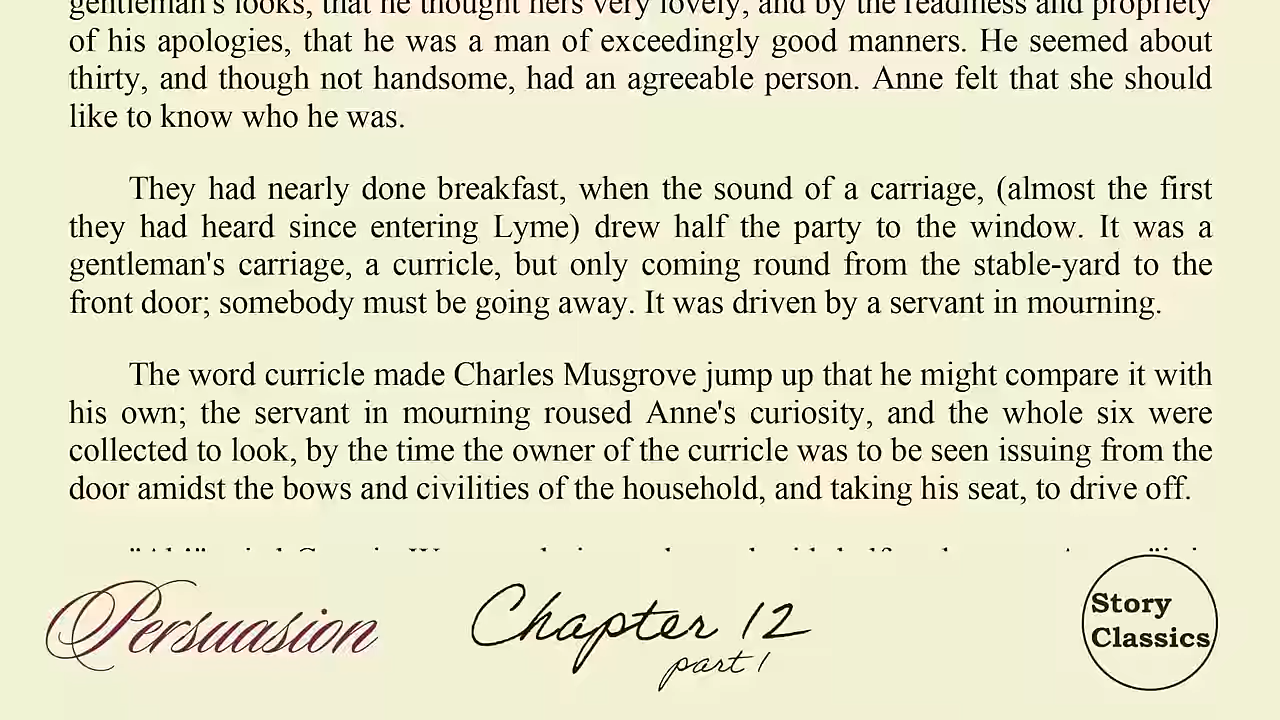 gentleman's looks, that he thought hers very lovely, and by the readiness and propriety
of his apologies, that he was a man of exceedingly good manners. He seemed about
thirty, and though not handsome, had an agreeable person. Anne felt that she should
like to know who he was.
They had nearly done breakfast, when the sound of a carriage, (almost the first
they had heard since entering Lyme) drew half the party to the window. It was a
gentleman's carriage, a curricle, but only coming round from the stable-yard to the
front door; somebody must be going away. It was driven by a servant in mourning.
The word curricle made Charles Musgrove jump up that he might compare it with
his own; the servant in mourning roused Anne's curiosity, and the whole six were
collected to look, by the time the owner of the curricle was to be seen issuing from the
door amidst the bows and civilities of the household, and taking his seat, to drive off.
Persuasion
Chapter 12
part 1
Story
Classics